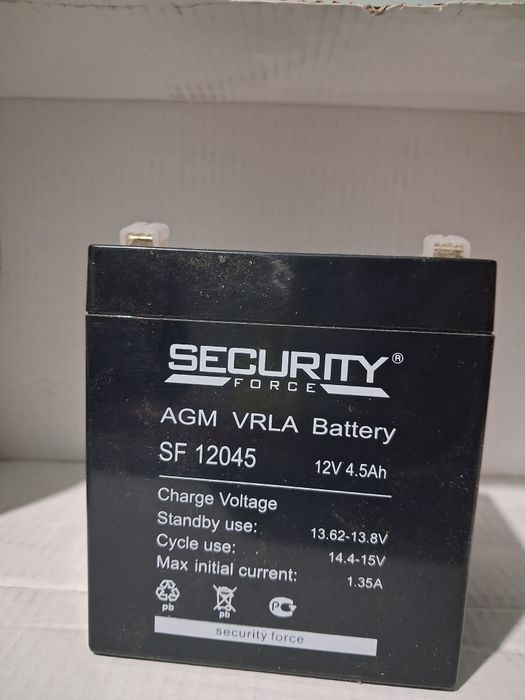 SECURITY®
FORCE
AGM VRLA Battery
SF 12045 12V 4.5Ah
Charge Voltage
Standby use: 13.62-13.8V
Cycle use: 14.4-15V
Max initial current: 1.35A
pb pb PC
security force